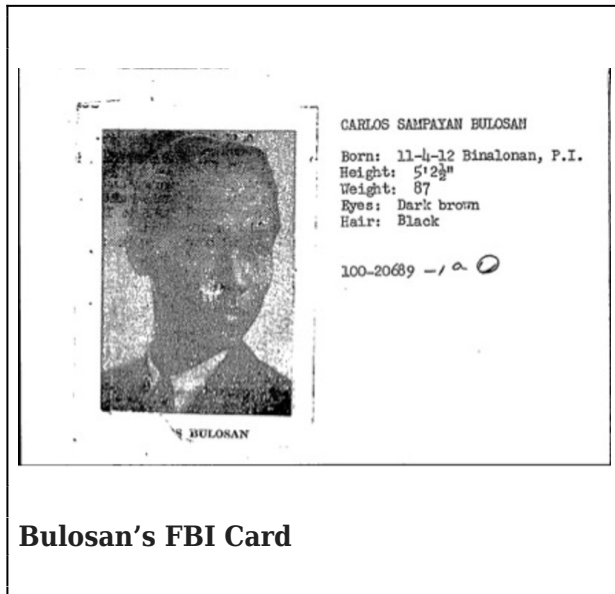 CARLOS SAMPAYAN BULOSAN
Born: 11-4-12 Binalonan, P.I.
Height: 5'2½"
Weight: 87
Eyes: Dark brown
Hair: Black
100-20689
S BULOSAN
Bulosan's FBI Card